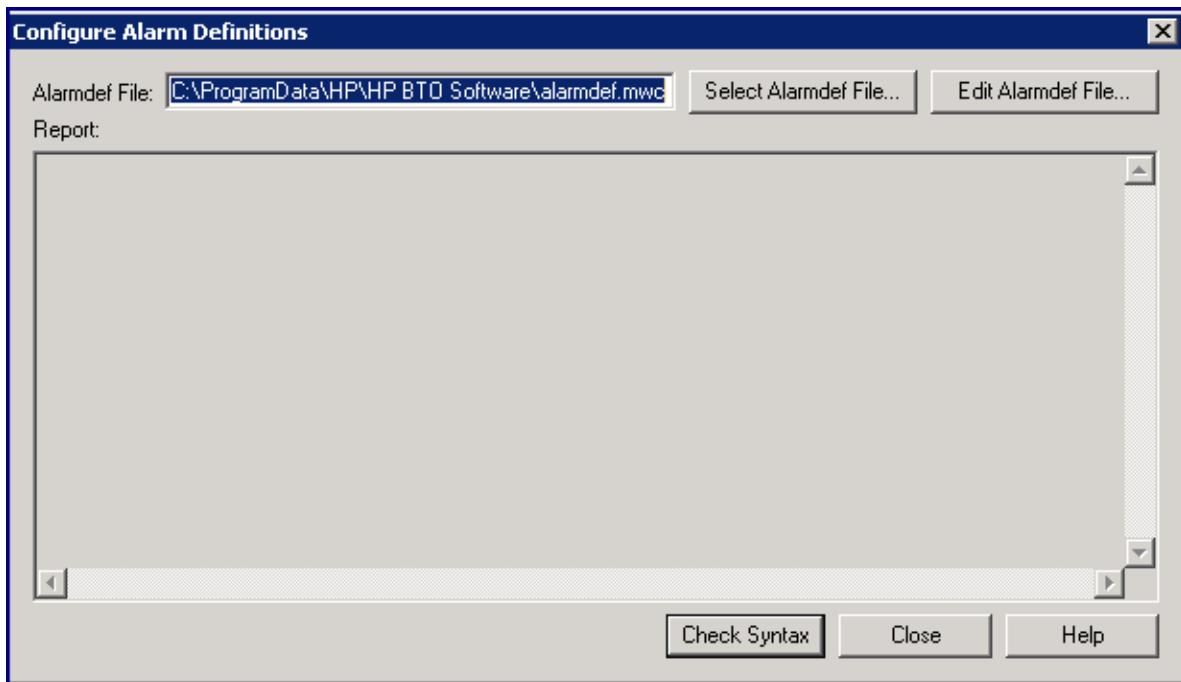 Configure Alarm Definitions
Alarmdef File: C:\ProgramData\HP\HP BTO Software\alarmdef.mwc Select Alarmdef File... Edit Alarmdef File...
Report:
Check Syntax Close Help